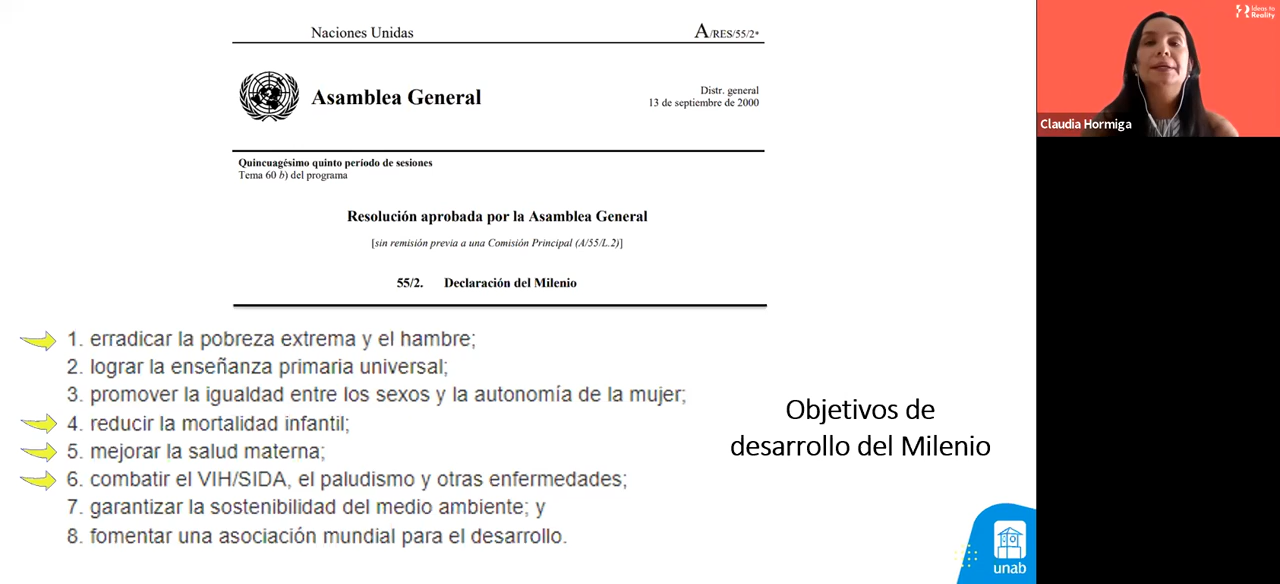 Naciones Unidas
A/RES/55/2*
Asamblea General
Distr. general
13 de septiembre de 2000
Quincuagésimo quinto período de sesiones
Tema 60 b) del programa
Resolución aprobada por la Asamblea General
[sin remisión previa a una Comisión Principal (A/55/L.2)]
55/2. Declaración del Milenio
1. erradicar la pobreza extrema y el hambre;
2. lograr la enseñanza primaria universal;
3. promover la igualdad entre los sexos y la autonomía de la mujer;
4. reducir la mortalidad infantil;
5. mejorar la salud materna;
6. combatir el VIH/SIDA, el paludismo y otras enfermedades;
7. garantizar la sostenibilidad del medio ambiente; y
8. fomentar una asociación mundial para el desarrollo.
Objetivos de
desarrollo del Milenio
unab
Ideas to
Reality
Claudia Hormiga